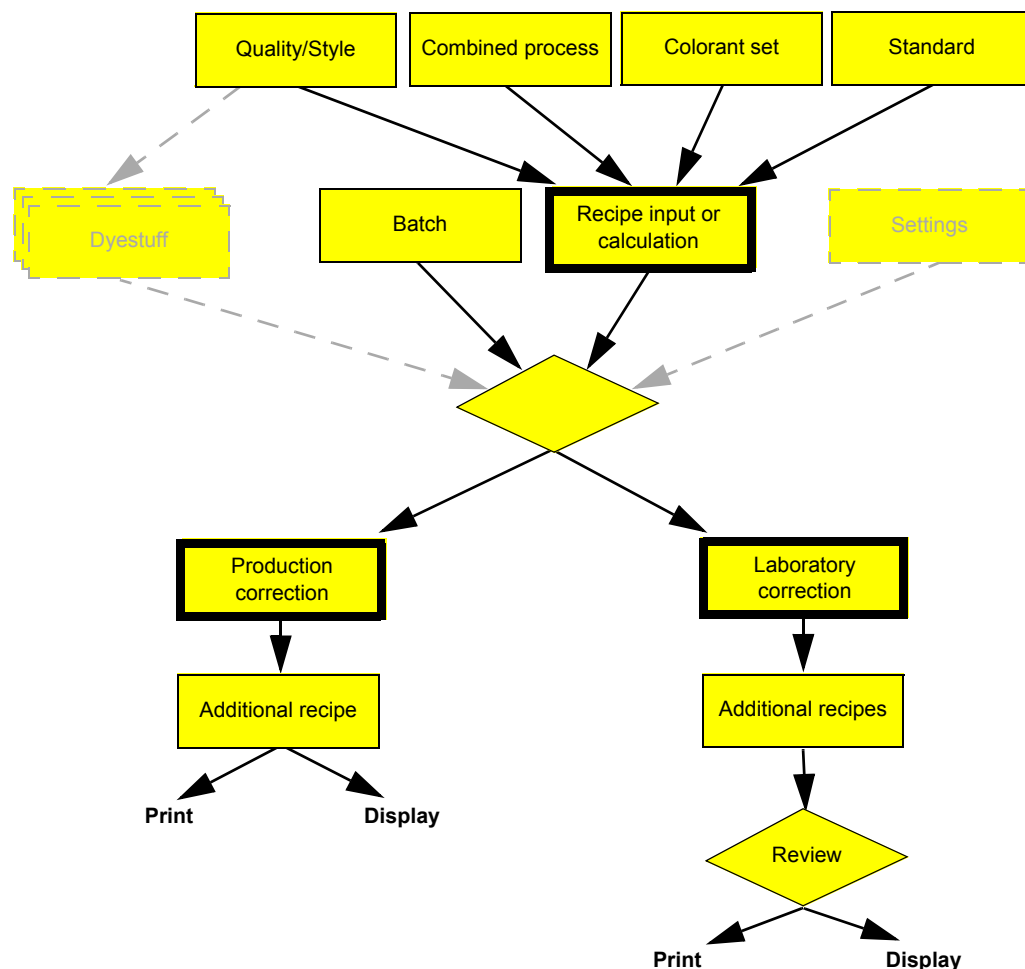 Quality/Style
Combined process
Colorant set
Standard
Dyestuff
Batch
Recipe input or
calculation
Settings
Production
correction
Laboratory
correction
Additional recipe
Additional recipes
Print
Display
Review
Print
Display